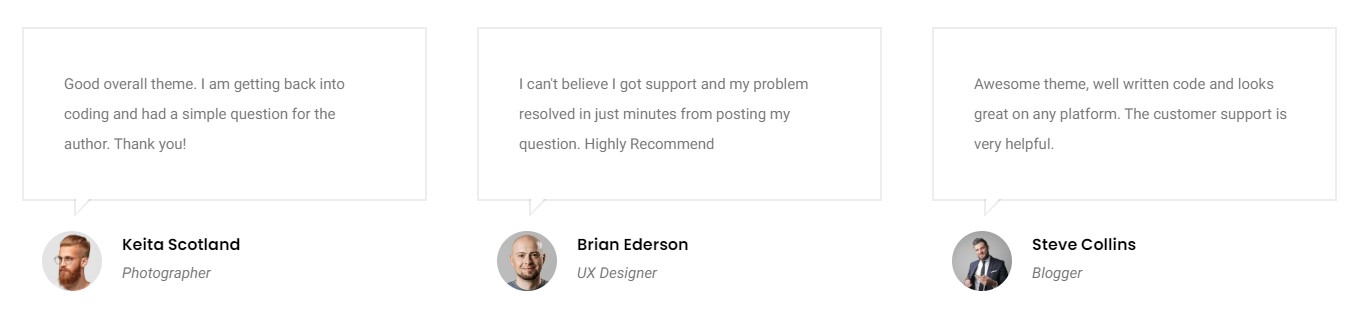 Good overall theme. I am getting back into
coding and had a simple question for the
author. Thank you!
Keita Scotland
Photographer
I can't believe I got support and my problem
resolved in just minutes from posting my
question. Highly Recommend
Brian Ederson
UX Designer
Awesome theme, well written code and looks
great on any platform. The customer support is
very helpful.
Steve Collins
Blogger